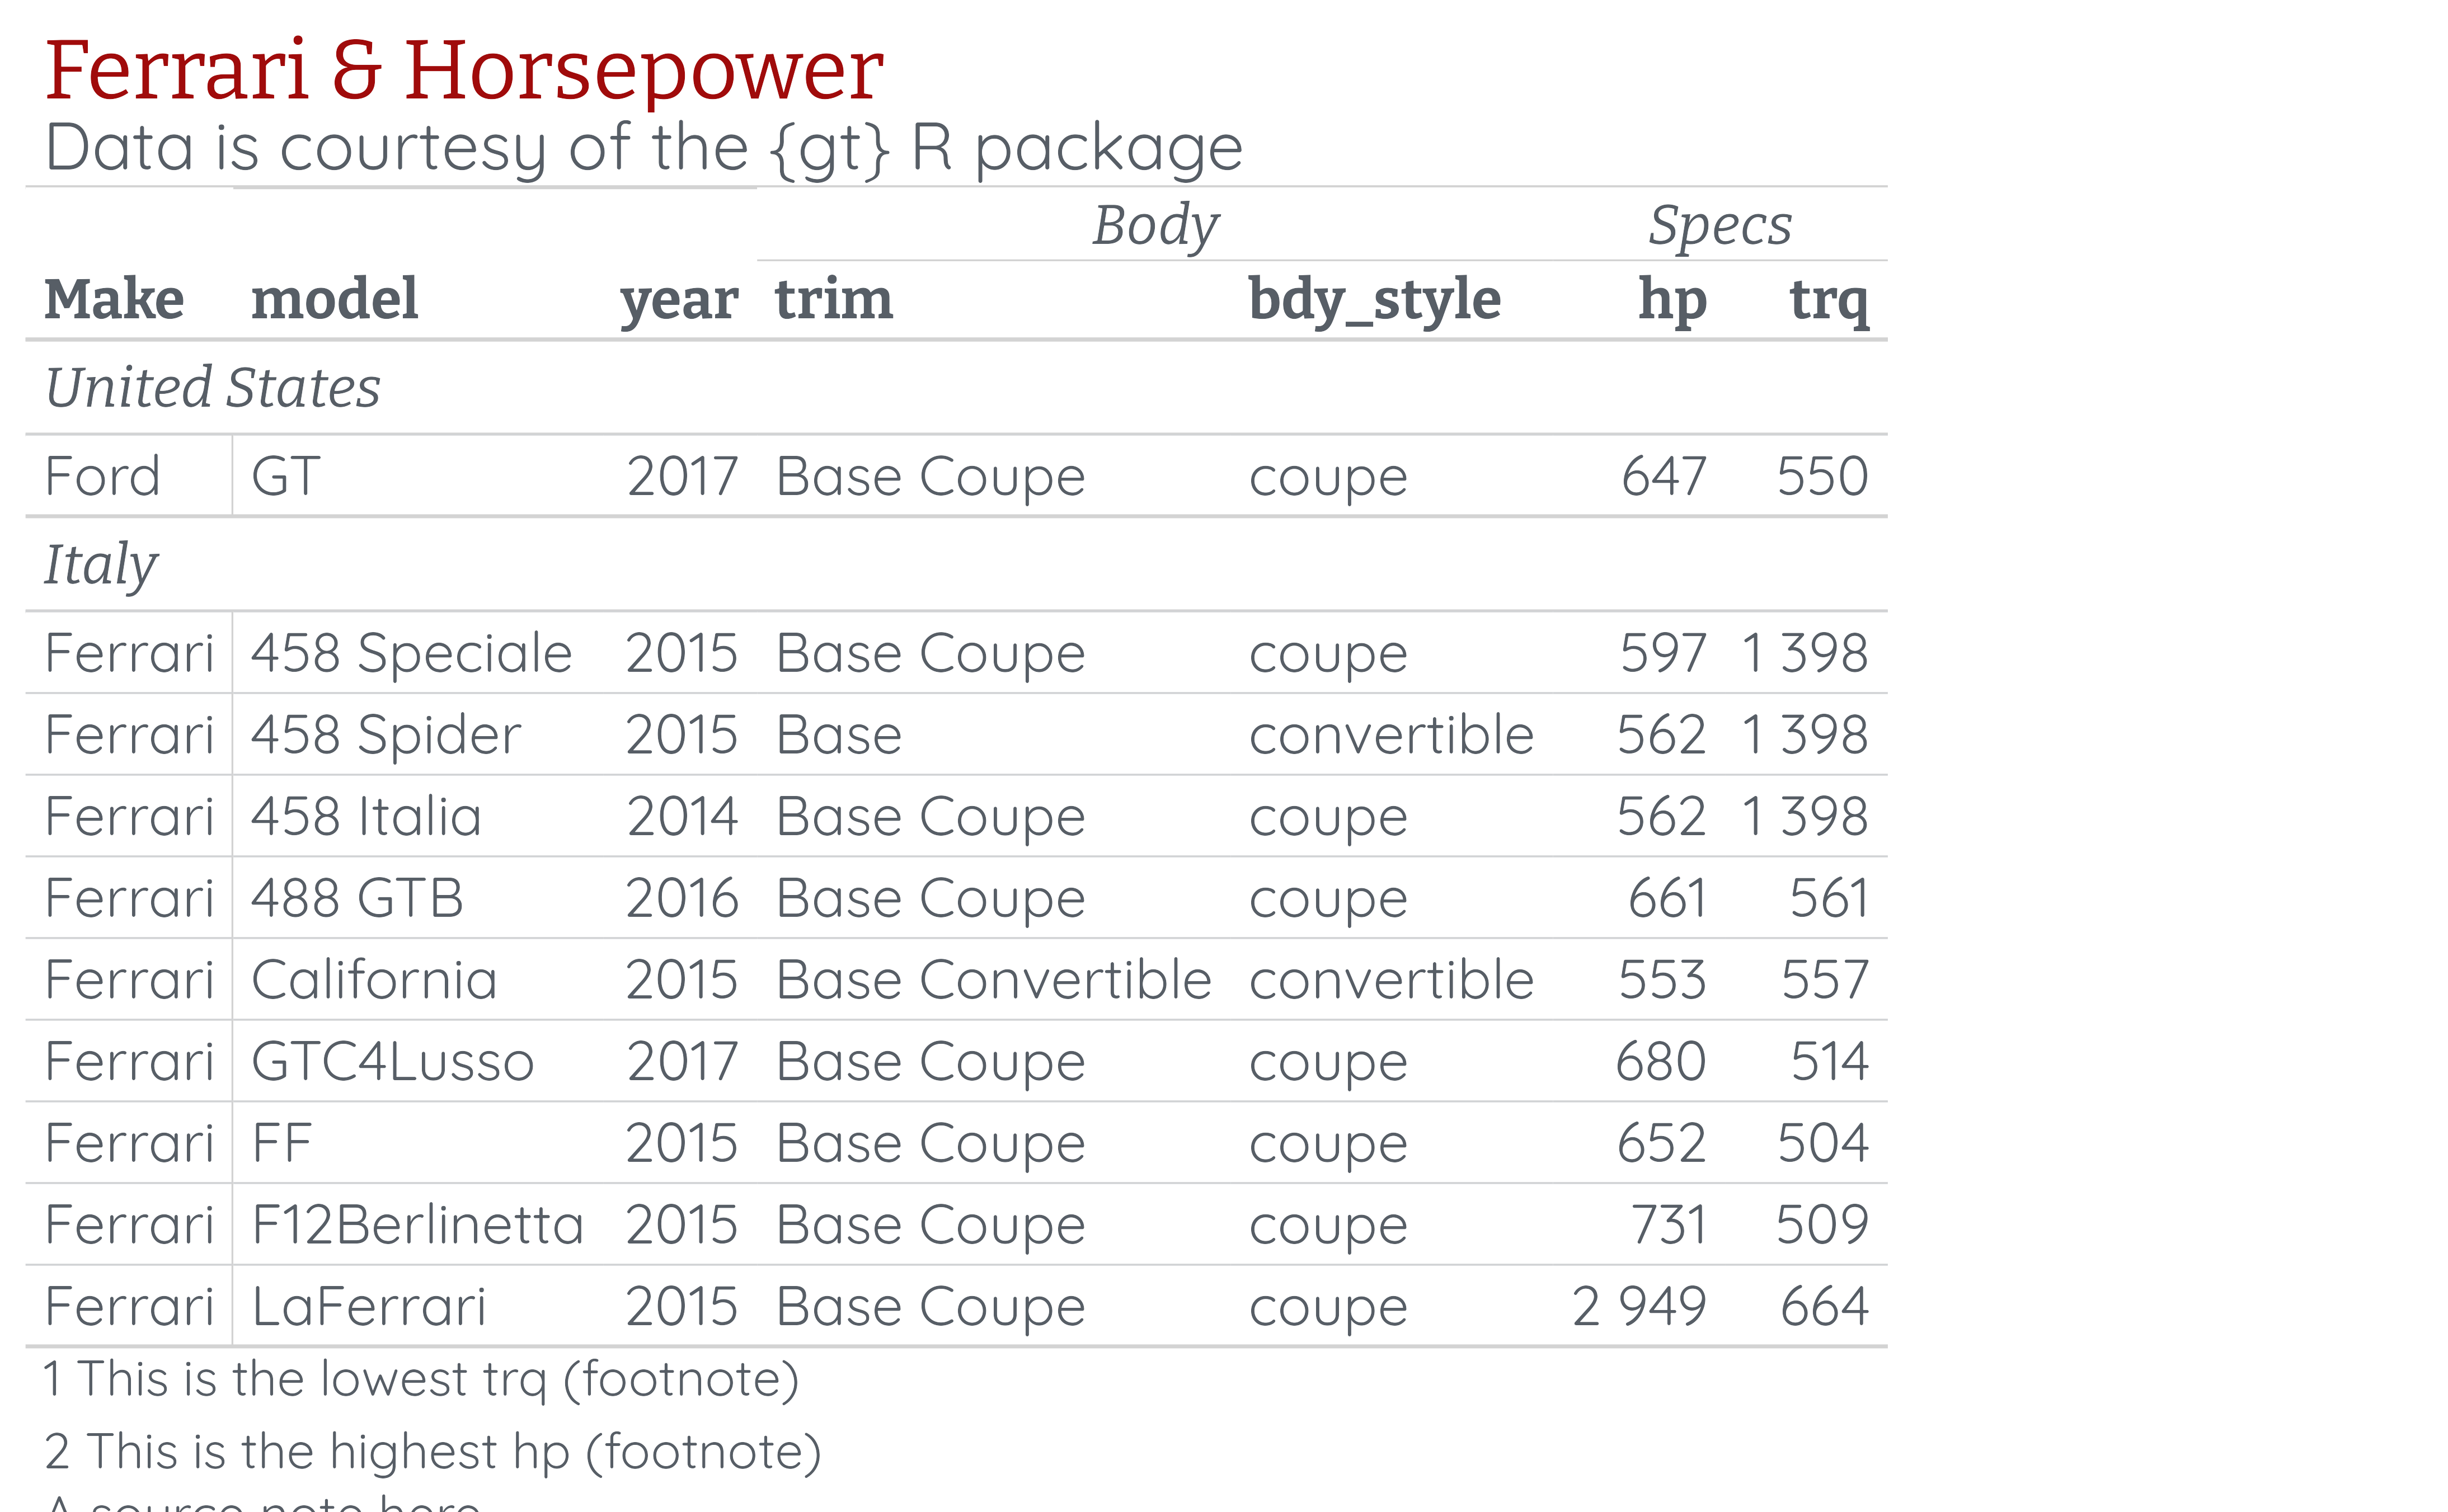 Ferrari & Horsepower
Data is courtesy of the {gt} R package
Body Specs
Make model year trim bdy_style hp trq
United States
Ford GT 2017 Base Coupe coupe 647 550
Italy
Ferrari 458 Speciale 2015 Base Coupe coupe 597 1 398
Ferrari 458 Spider 2015 Base convertible 562 1 398
Ferrari 458 Italia 2014 Base Coupe coupe 562 1 398
Ferrari 488 GTB 2016 Base Coupe coupe 661 561
Ferrari California 2015 Base Convertible convertible 553 557
Ferrari GTC4Lusso 2017 Base Coupe coupe 680 514
Ferrari FF 2015 Base Coupe coupe 652 504
Ferrari F12Berlinetta 2015 Base Coupe coupe 731 509
Ferrari LaFerrari 2015 Base Coupe coupe 2 949 664
1 This is the lowest trq (footnote)
2 This is the highest hp (footnote)
A source note here